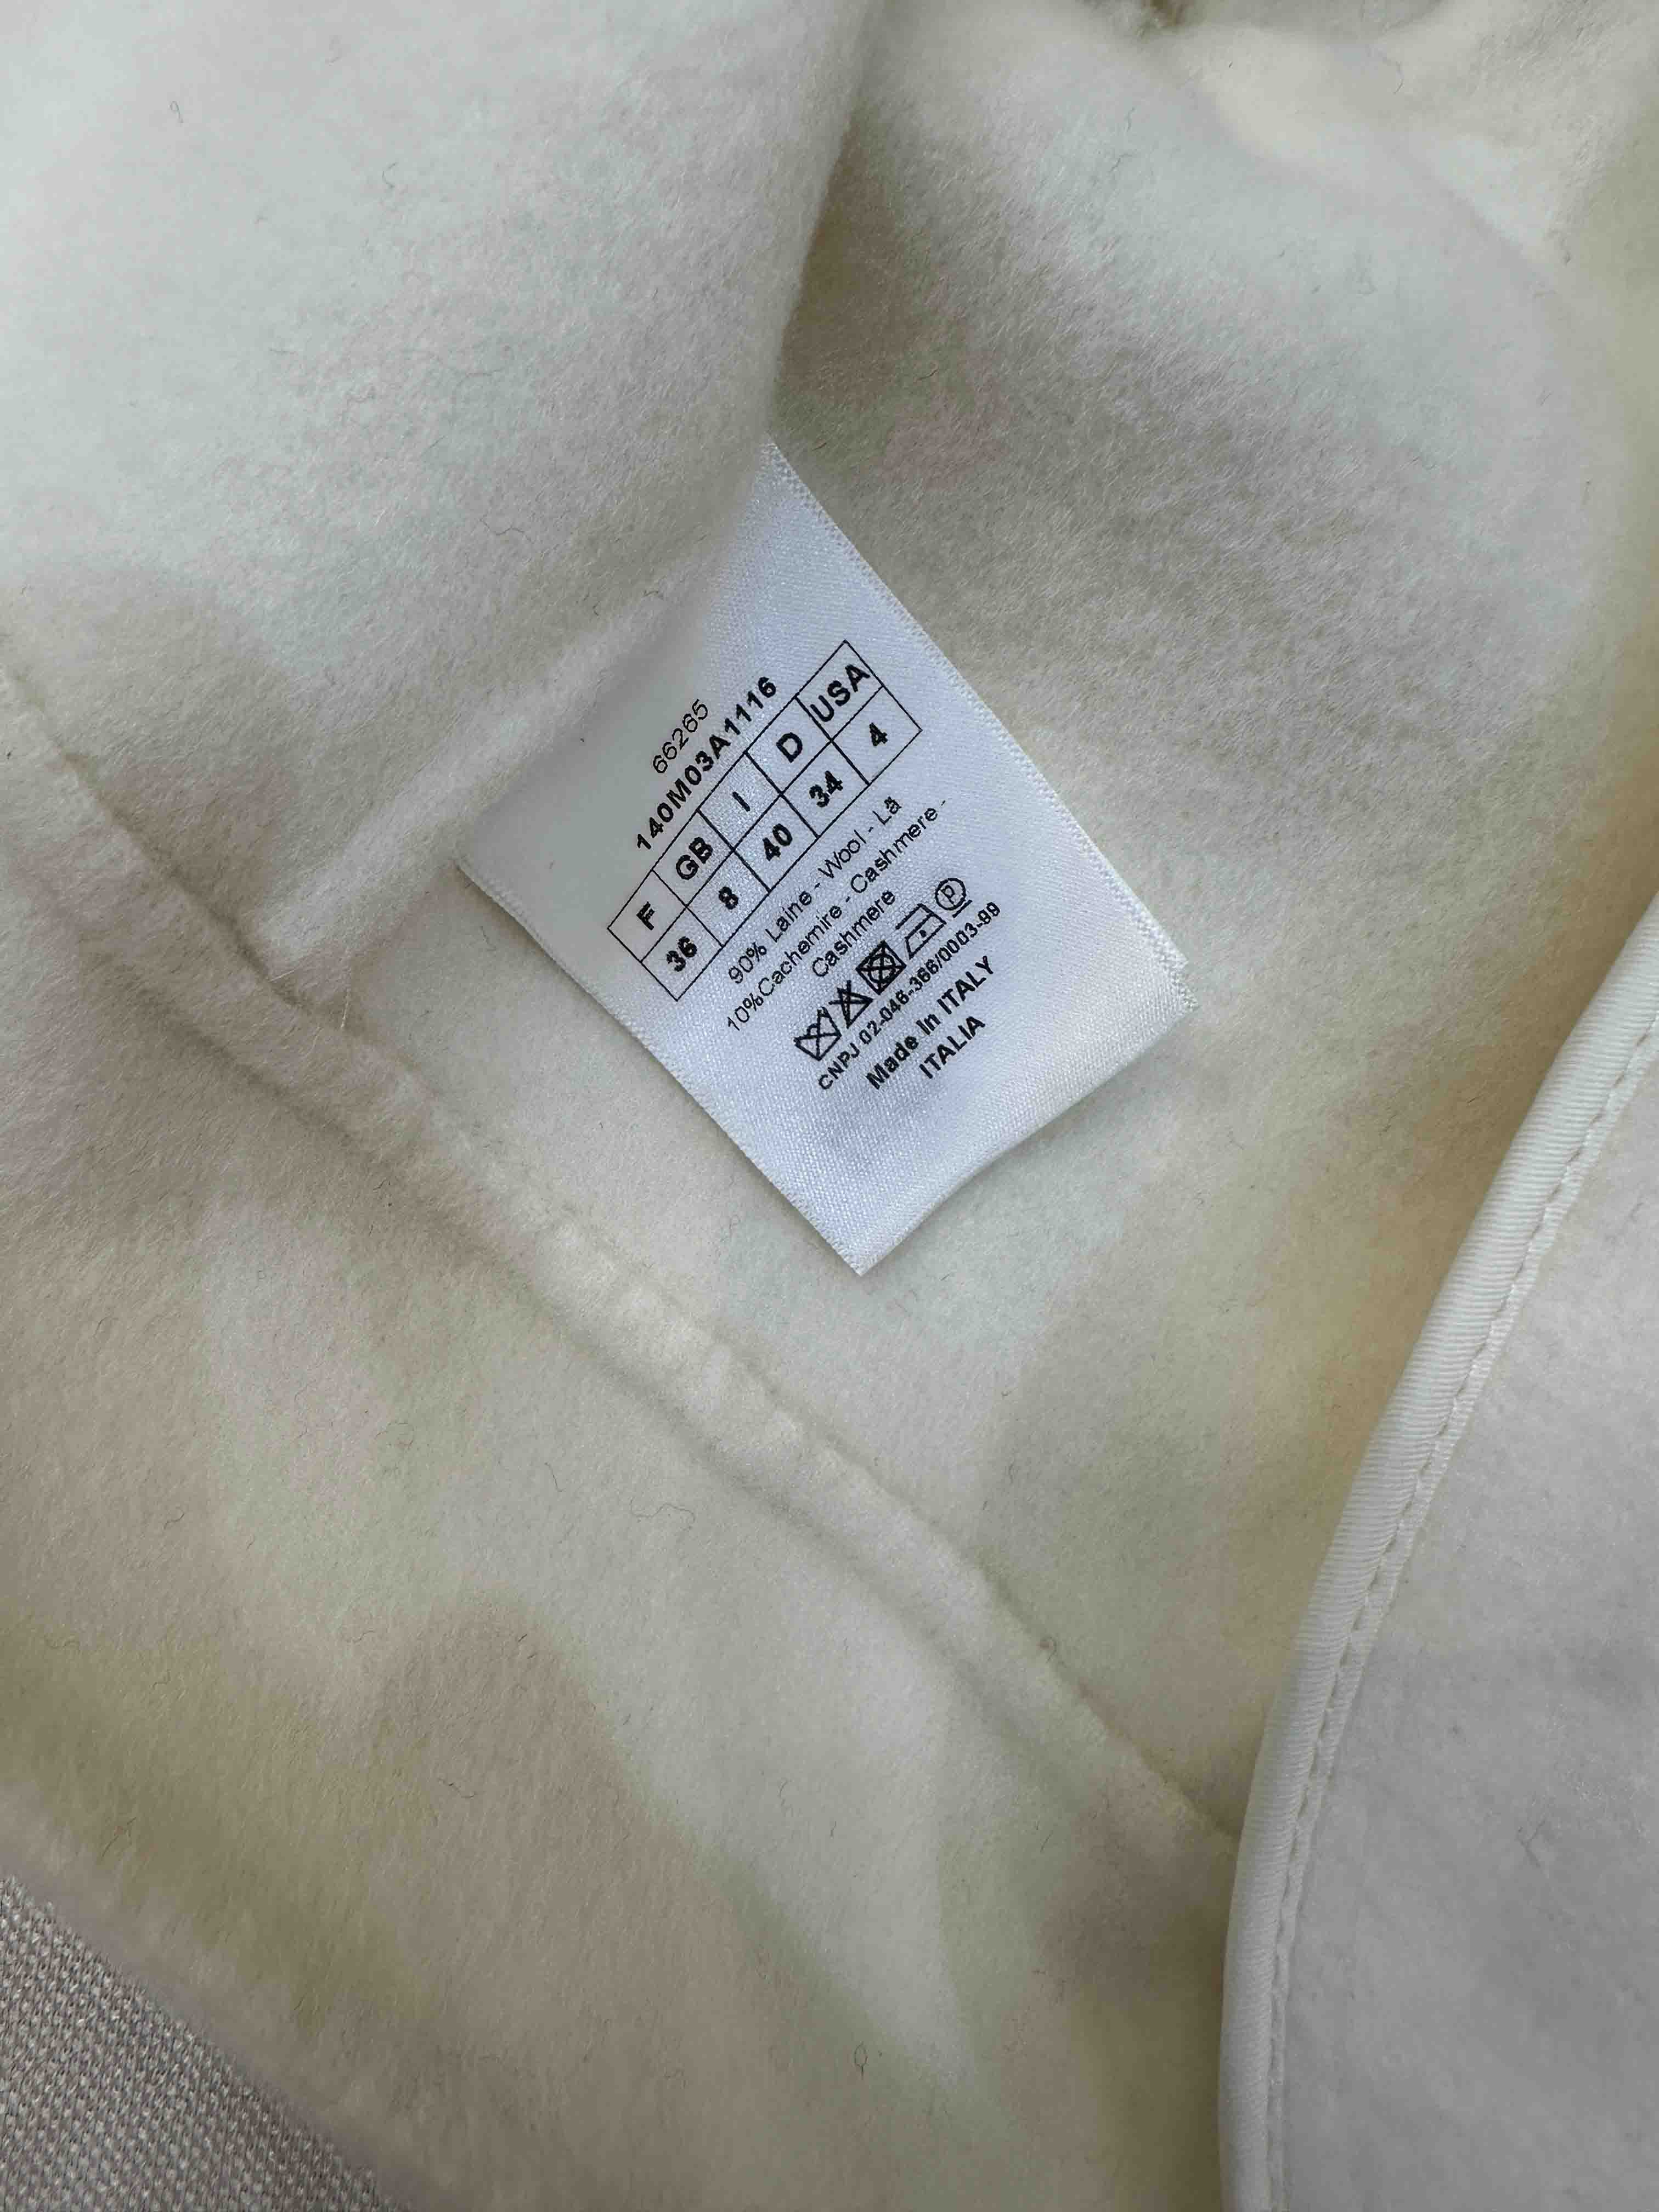 66265
140M03A1116
F GB I D USA
36 8 40 34 4
90% Laine - Wool - Lã
10%Cachemire - Cashmere -
Cashmere
P
CNPJ 02-046-366/0003-99
Made In ITALY
ITALIA